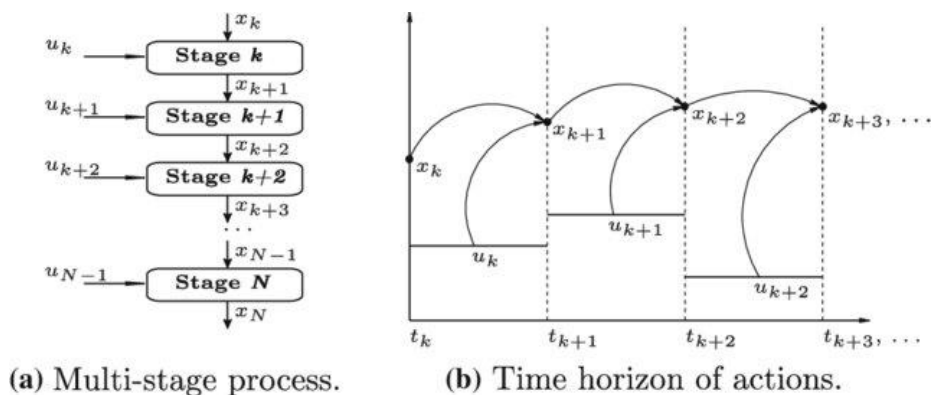 x_k
u_k
Stage k
x_{k+1}
u_{k+1}
Stage k+1
x_{k+2}
u_{k+2}
Stage k+2
x_{k+3}
...
x_{N-1}
u_{N-1}
Stage N
x_N
(a) Multi-stage process.
x_k
x_{k+1}
x_{k+2}
x_{k+3}, ...
u_k
u_{k+1}
u_{k+2}
t_k
t_{k+1}
t_{k+2}
t_{k+3}, ...
(b) Time horizon of actions.